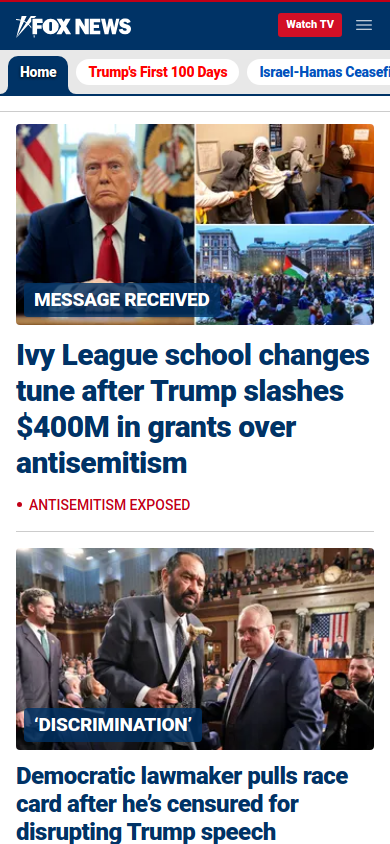 FOX NEWS
Watch TV
Home
Trump's First 100 Days
Israel-Hamas Ceasefi
MESSAGE RECEIVED
Ivy League school changes
tune after Trump slashes
$400M in grants over
antisemitism
• ANTISEMITISM EXPOSED
‘DISCRIMINATION’
Democratic lawmaker pulls race
card after he’s censured for
disrupting Trump speech